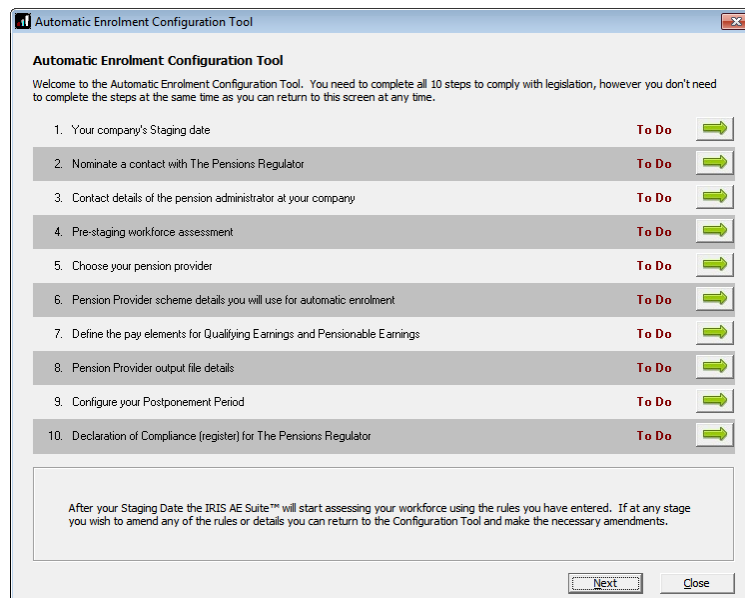 Automatic Enrolment Configuration Tool
Automatic Enrolment Configuration Tool
Welcome to the Automatic Enrolment Configuration Tool. You need to complete all 10 steps to comply with legislation, however you don't need
to complete the steps at the same time as you can return to this screen at any time.
1. Your company's Staging date To Do
2. Nominate a contact with The Pensions Regulator To Do
3. Contact details of the pension administrator at your company To Do
4. Pre-staging workforce assessment To Do
5. Choose your pension provider To Do
6. Pension Provider scheme details you will use for automatic enrolment To Do
7. Define the pay elements for Qualifying Earnings and Pensionable Earnings To Do
8. Pension Provider output file details To Do
9. Configure your Postponement Period To Do
10. Declaration of Compliance (register) for The Pensions Regulator To Do
After your Staging Date the IRIS AE Suite™ will start assessing your workforce using the rules you have entered. If at any stage
you wish to amend any of the rules or details you can return to the Configuration Tool and make the necessary amendments.
Next Close